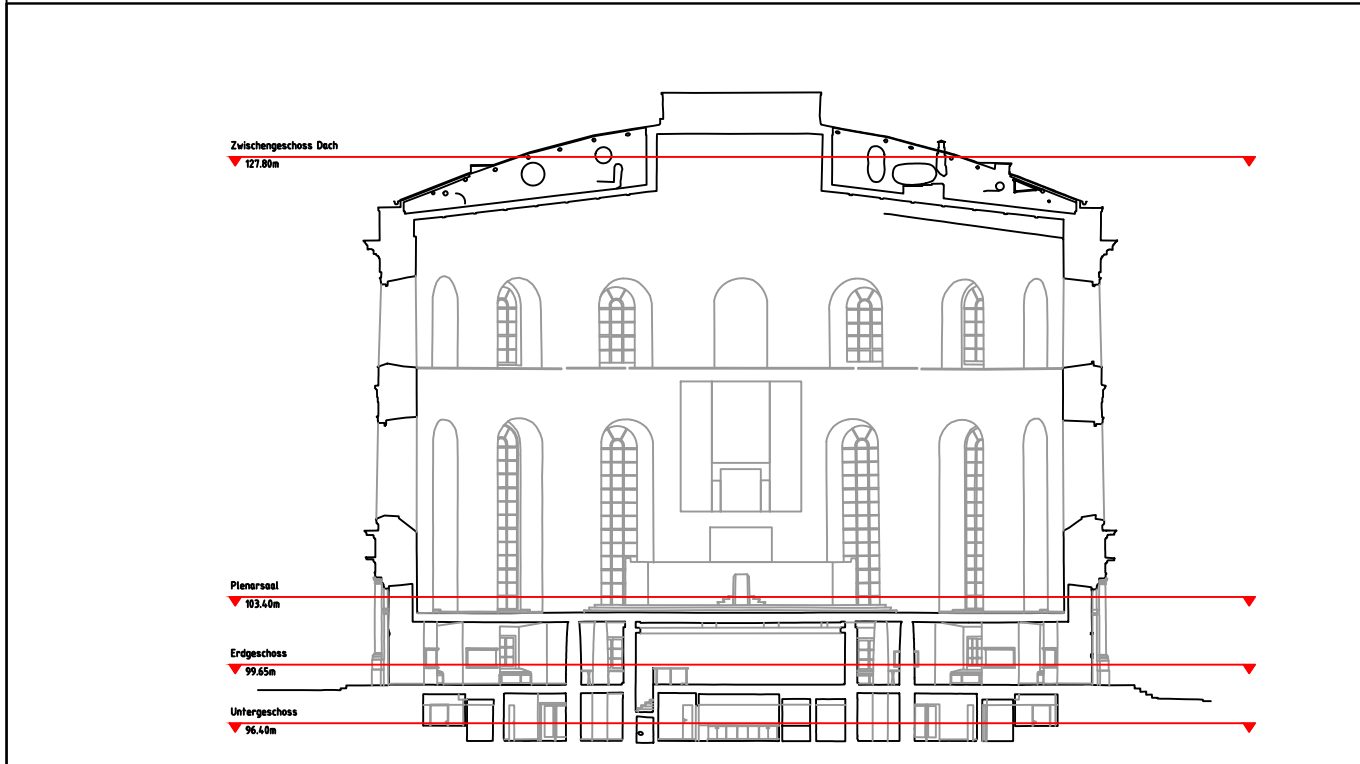 Zwischengeschoss Dach
127.80m
Plenarsaal
103.40m
Erdgeschoss
99.65m
Untergeschoss
96.40m